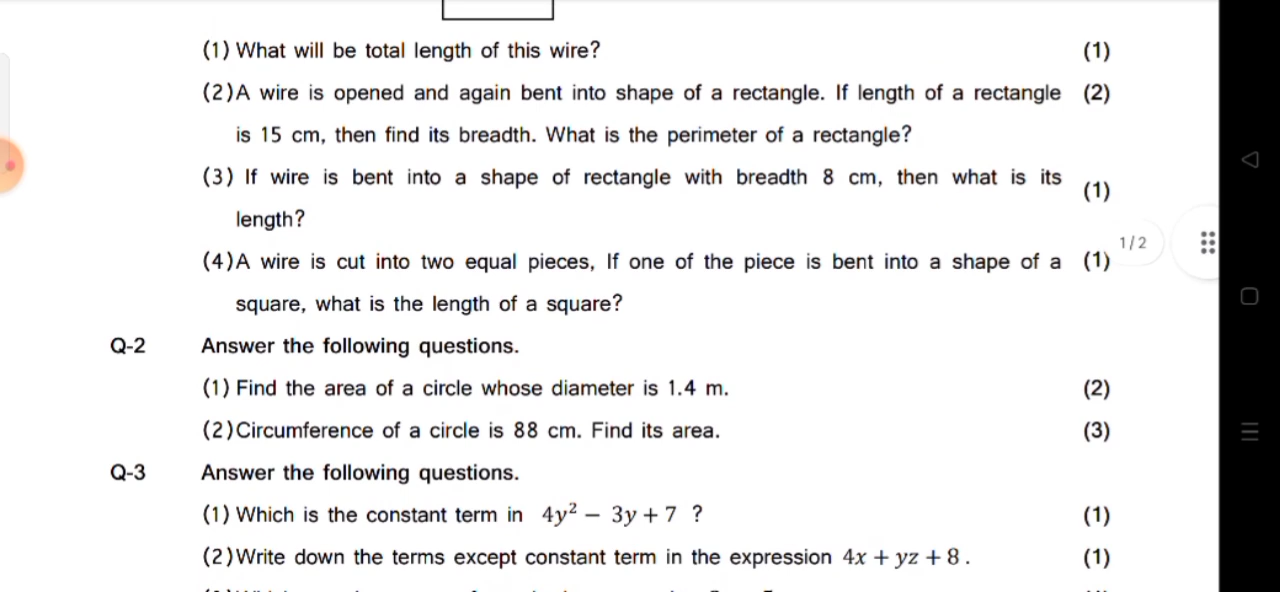 (1) What will be total length of this wire? (1)
(2)A wire is opened and again bent into shape of a rectangle. If length of a rectangle (2)
is 15 cm, then find its breadth. What is the perimeter of a rectangle?
(3) If wire is bent into a shape of rectangle with breadth 8 cm, then what is its (1)
length?
1/2
(4)A wire is cut into two equal pieces, If one of the piece is bent into a shape of a (1)
square, what is the length of a square?
Q-2 Answer the following questions.
(1) Find the area of a circle whose diameter is 1.4 m. (2)
(2)Circumference of a circle is 88 cm. Find its area. (3)
Q-3 Answer the following questions.
(1) Which is the constant term in 4y² − 3y + 7 ? (1)
(2)Write down the terms except constant term in the expression 4x + yz + 8 . (1)